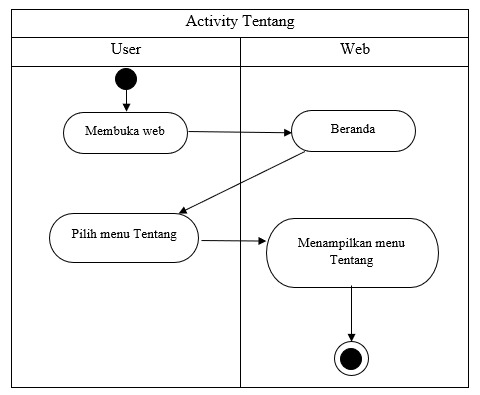 Activity Tentang
User
Web
Membuka web
Beranda
Pilih menu Tentang
Menampilkan menu
Tentang